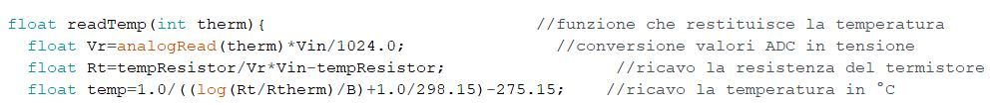 float readTemp(int therm){ //funzione che restituisce la temperatura
float Vr=analogRead(therm)*Vin/1024.0; //conversione valori ADC in tensione
float Rt=tempResistor/Vr*Vin-tempResistor; //ricavo la resistenza del termistore
float temp=1.0/((log(Rt/Rtherm)/B)+1.0/298.15)-275.15; //ricavo la temperatura in °C